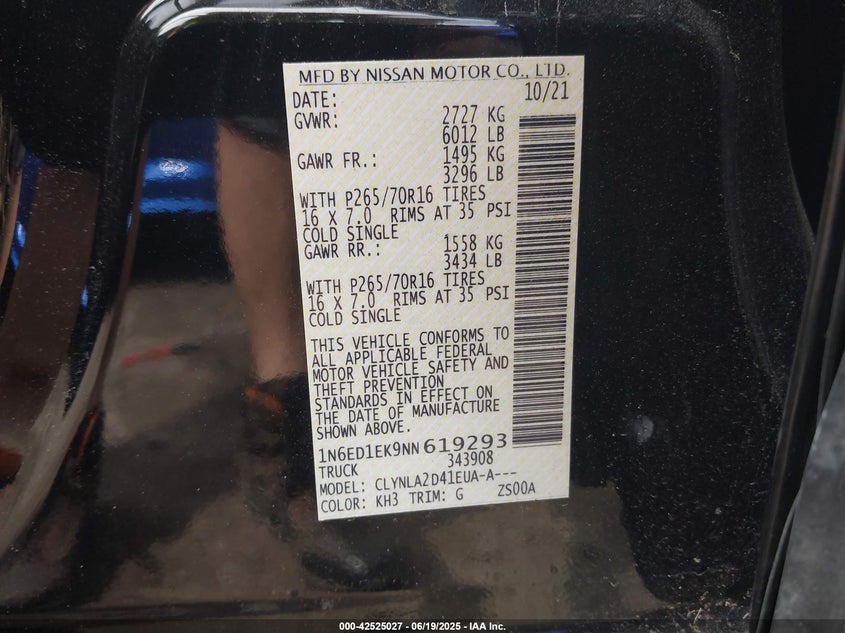 MFD BY NISSAN MOTOR CO., LTD.
DATE: 10/21
GVWR: 2727 KG
6012 LB
GAWR FR.: 1495 KG
3296 LB
WITH P265/70R16 TIRES
16 X 7.0 RIMS AT 35 PSI
COLD SINGLE
GAWR RR.: 1558 KG
3434 LB
WITH P265/70R16 TIRES
16 X 7.0 RIMS AT 35 PSI
COLD SINGLE
THIS VEHICLE CONFORMS TO
ALL APPLICABLE FEDERAL
MOTOR VEHICLE SAFETY AND
THEFT PREVENTION
STANDARDS IN EFFECT ON
THE DATE OF MANUFACTURE
SHOWN ABOVE.
1N6ED1EK9NN619293
TRUCK 343908
MODEL: CLYNLA2D41EUA-A---
COLOR: KH3 TRIM: G ZS00A
000-42525027 - 06/19/2025 - IAA Inc.